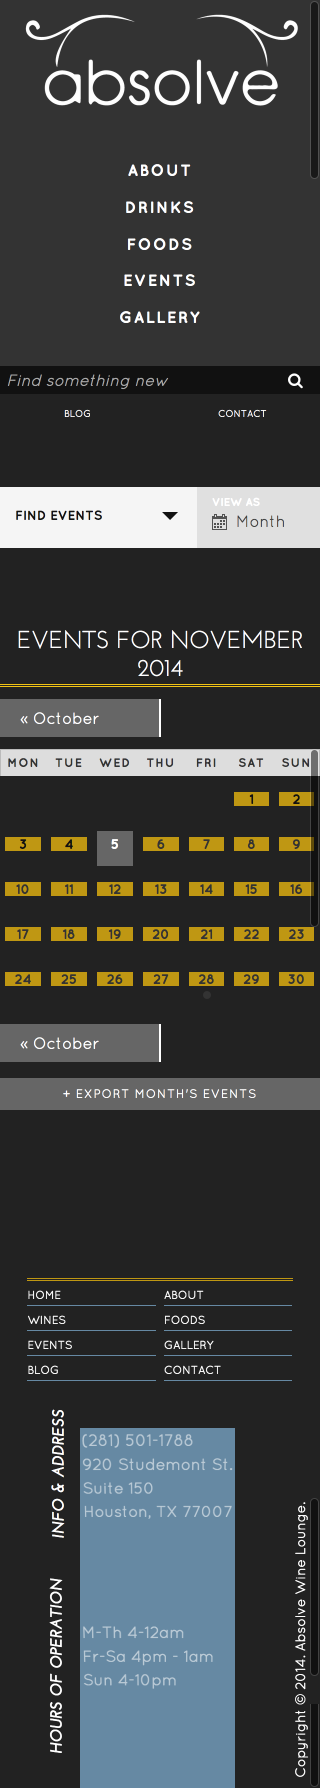 absolve
ABOUT
DRINKS
FOODS
EVENTS
GALLERY
Find something new
BLOG CONTACT
FIND EVENTS
VIEW AS
Month
EVENTS FOR NOVEMBER
2014
« October
MON TUE WED THU FRI SAT SUN
1 2
3 4 5 6 7 8 9
10 11 12 13 14 15 16
17 18 19 20 21 22 23
24 25 26 27 28 29 30
« October
+ EXPORT MONTH'S EVENTS
HOME ABOUT
WINES FOODS
EVENTS GALLERY
BLOG CONTACT
INFO & ADDRESS
(281) 501-1788
920 Studemont St.
Suite 150
Houston, TX 77007
HOURS OF OPERATION
M-Th 4-12am
Fr-Sa 4pm - 1am
Sun 4-10pm
Copyright © 2014. Absolve Wine Lounge.